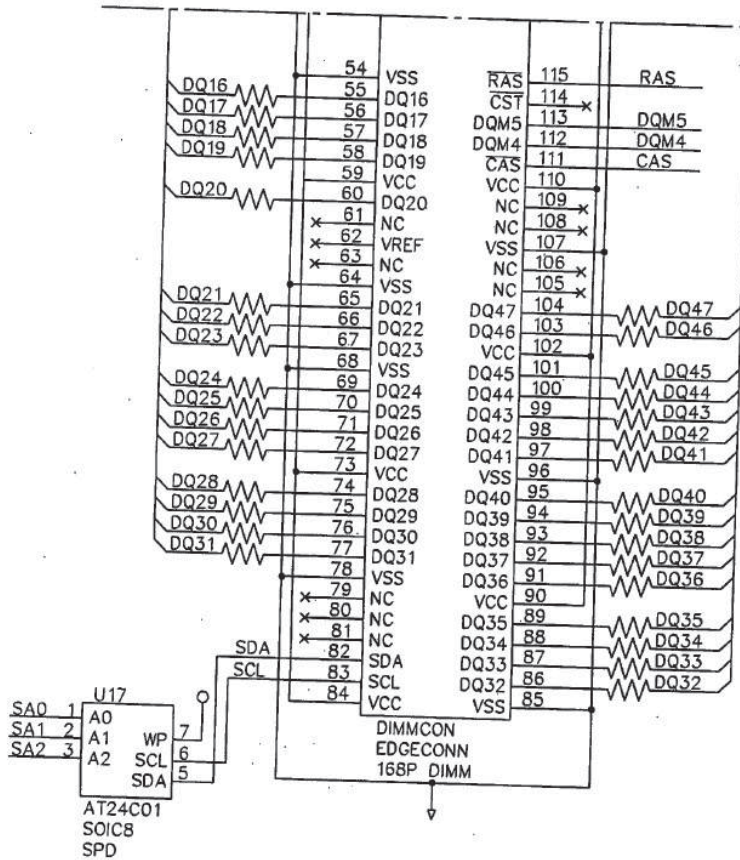 54 VSS
DQ16 55 DQ16
DQ17 56 DQ17
DQ18 57 DQ18
DQ19 58 DQ19
59 VCC
DQ20 60 DQ20
61 NC
62 VREF
63 NC
64 VSS
DQ21 65 DQ21
DQ22 66 DQ22
DQ23 67 DQ23
68 VSS
DQ24 69 DQ24
DQ25 70 DQ25
DQ26 71 DQ26
DQ27 72 DQ27
73 VCC
DQ28 74 DQ28
DQ29 75 DQ29
DQ30 76 DQ30
DQ31 77 DQ31
78 VSS
79 NC
80 NC
81 NC
SDA 82 SDA
SCL 83 SCL
84 VCC
RAS 115 RAS
CST 114
DQM5 113 DQM5
DQM4 112 DQM4
CAS 111 CAS
VCC 110
NC 109
NC 108
VSS 107
NC 106
NC 105
DQ47 104 DQ47
DQ46 103 DQ46
VCC 102
DQ45 101 DQ45
DQ44 100 DQ44
DQ43 99 DQ43
DQ42 98 DQ42
DQ41 97 DQ41
VSS 96
DQ40 95 DQ40
DQ39 94 DQ39
DQ38 93 DQ38
DQ37 92 DQ37
DQ36 91 DQ36
VCC 90
DQ35 89 DQ35
DQ34 88 DQ34
DQ33 87 DQ33
DQ32 86 DQ32
VSS 85
DIMMCON
EDGECONN
168P DIMM
U17
SA0 1 A0
SA1 2 A1
SA2 3 A2
WP 7
SCL 6
SDA 5
AT24C01
SOIC8
SPD